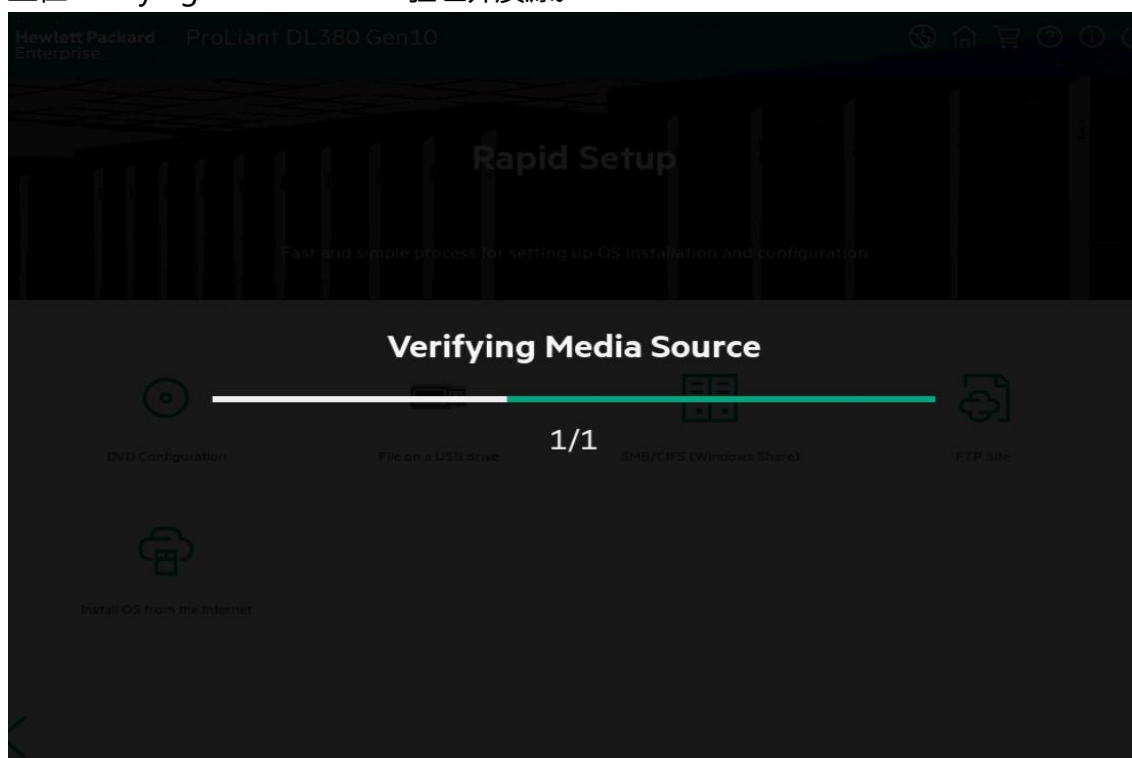 Hewlett Packard
Enterprise
ProLiant DL380 Gen10
Rapid Setup
Fast and simple process for setting up OS installation and configuration
Verifying Media Source
1/1
DVD Configuration
File on a USB drive
SMB/CIFS (Windows Share)
FTP Site
Install OS from the Internet